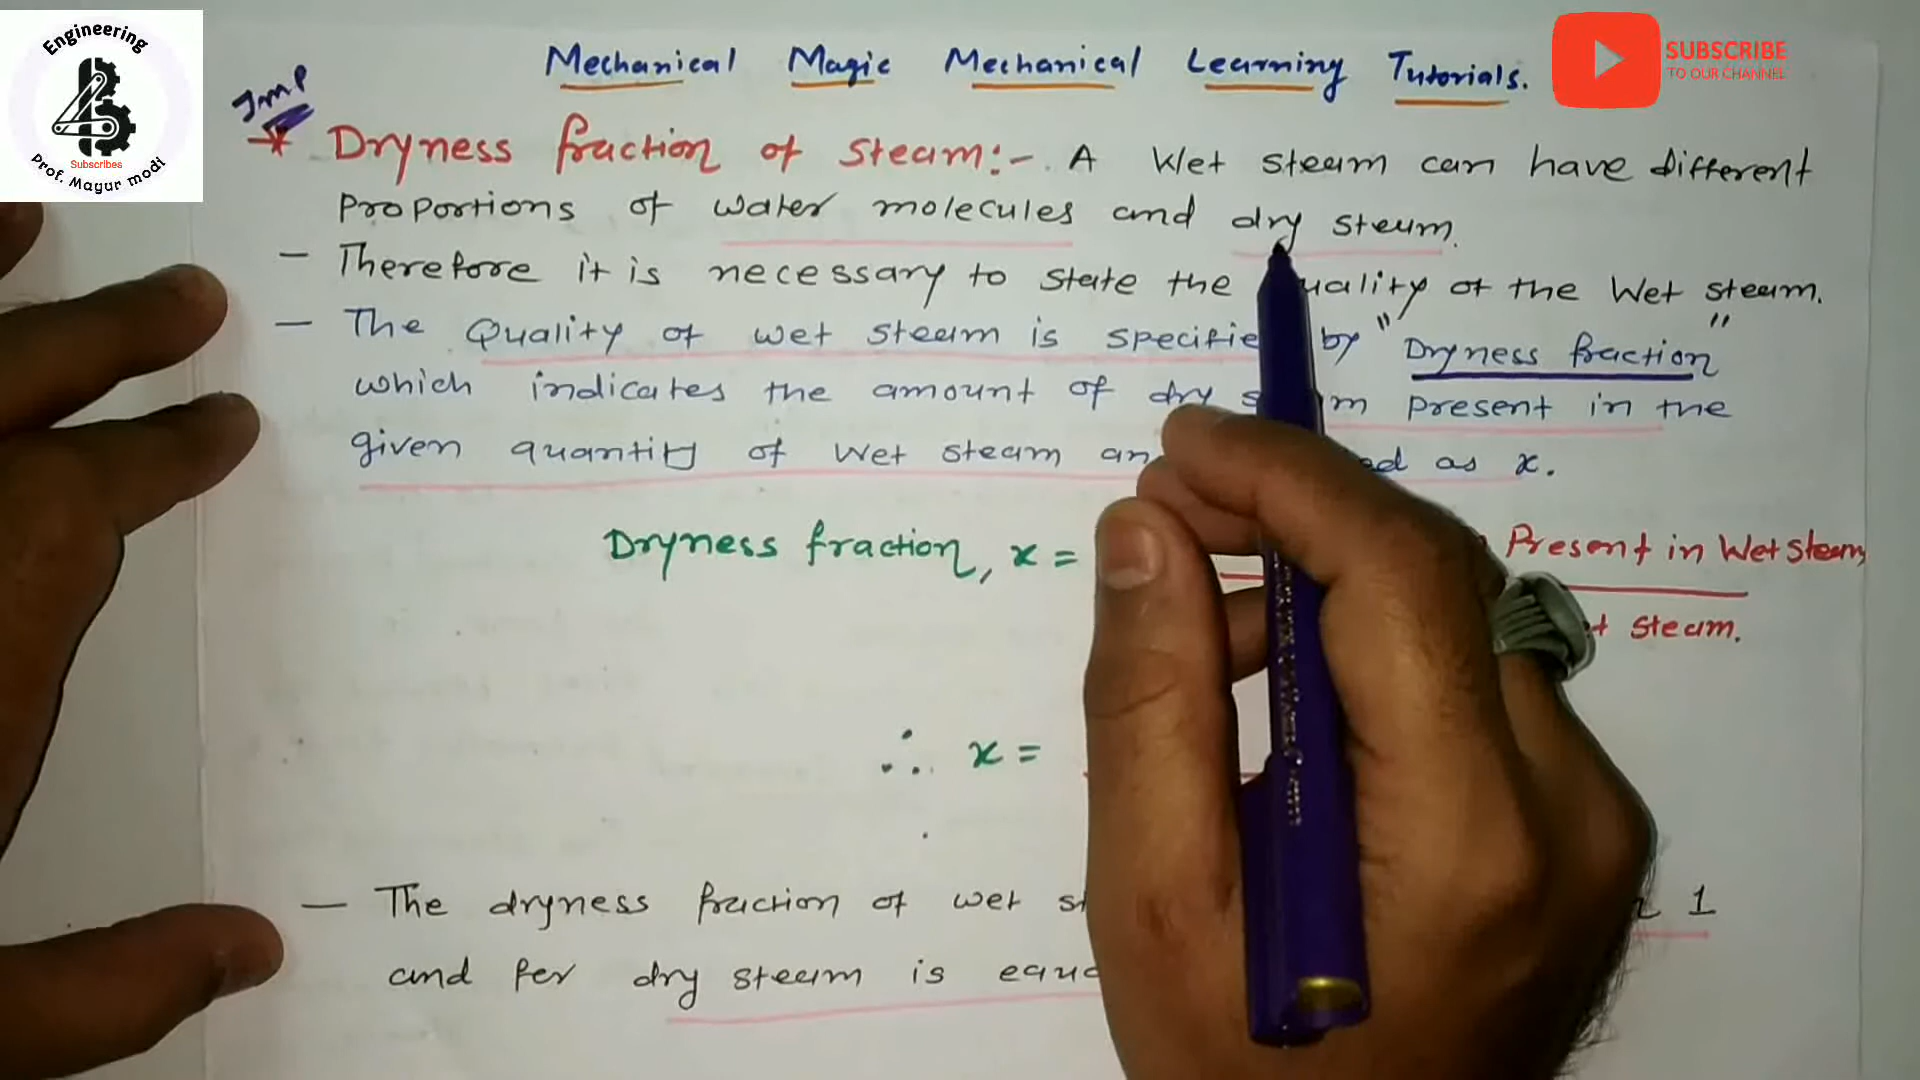 Engineering
Subscribes
Prof. Mayur modi
SUBSCRIBE
TO OUR CHANNEL
Mechanical Magic Mechanical Learning Tutorials.
Imp
→* Dryness fraction of steam:- A Wet steam can have different
Proportions of water molecules and dry steam.
- Therefore it is necessary to state the uality of the Wet steam.
- The Quality of wet steam is specifie by "Dryness fraction"
which indicates the amount of dry s m present in the
given quantity of Wet steam an ed as x.
Dryness fraction, x = Present in Wet steam
t steam.
∴ x =
- The dryness fraction of wet st 1
and for dry steam is equa